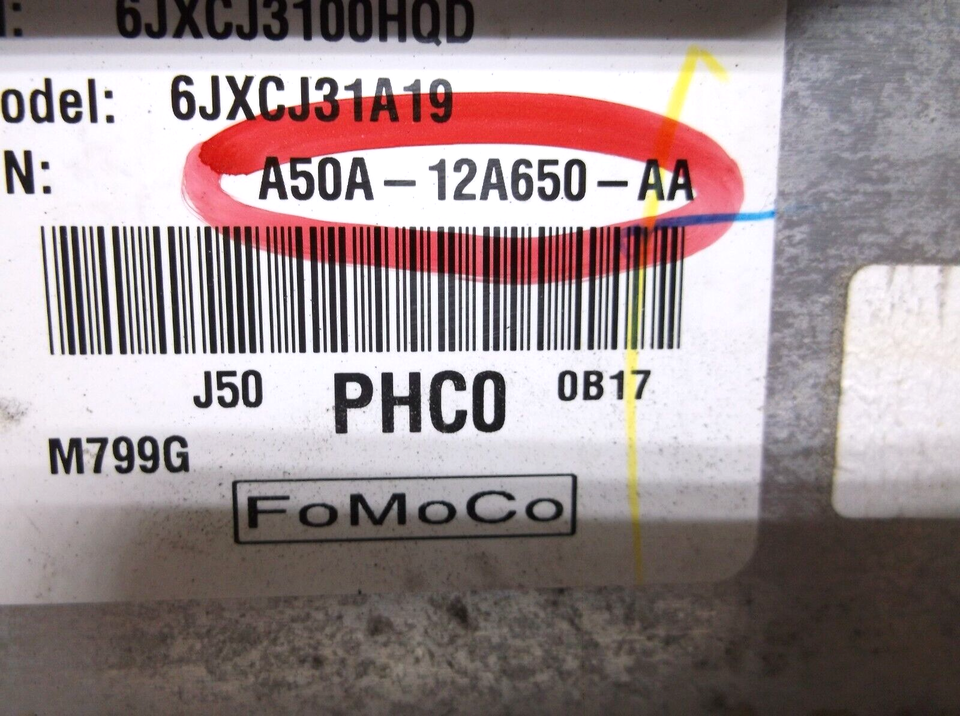 6JXCJ3100HQD
odel: 6JXCJ31A19
N: A50A – 12A650 – AA
J50 PHC0 0B17
M799G
FoMoCo